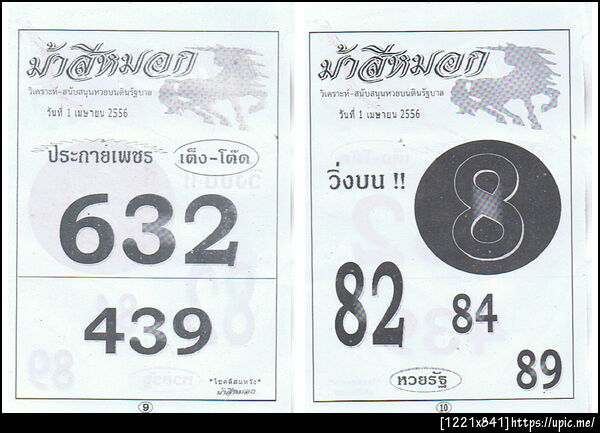 ม้าสีหมอก
วิเคราะห์-สนับสนุนหวยบนดินรัฐบาล
วันที่ 1 เมษายน 2556
ประกายเพชร
เต็ง-โต๊ด
632
439
*โชคดีสมหวัง*
ม้าสีหมอก
9
ม้าสีหมอก
วิเคราะห์-สนับสนุนหวยบนดินรัฐบาล
วันที่ 1 เมษายน 2556
วิ่งบน !!
8
82
84
89
หวยรัฐ
10
[1221x841]https://upic.me/